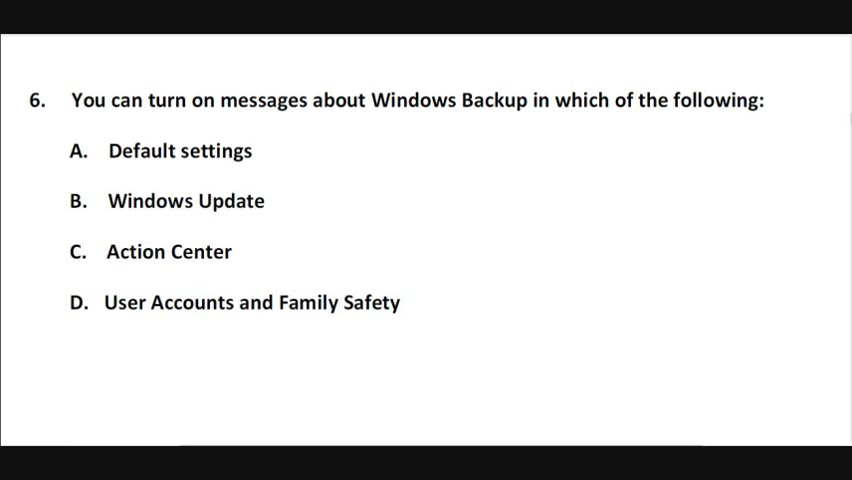 6. You can turn on messages about Windows Backup in which of the following:
A. Default settings
B. Windows Update
C. Action Center
D. User Accounts and Family Safety